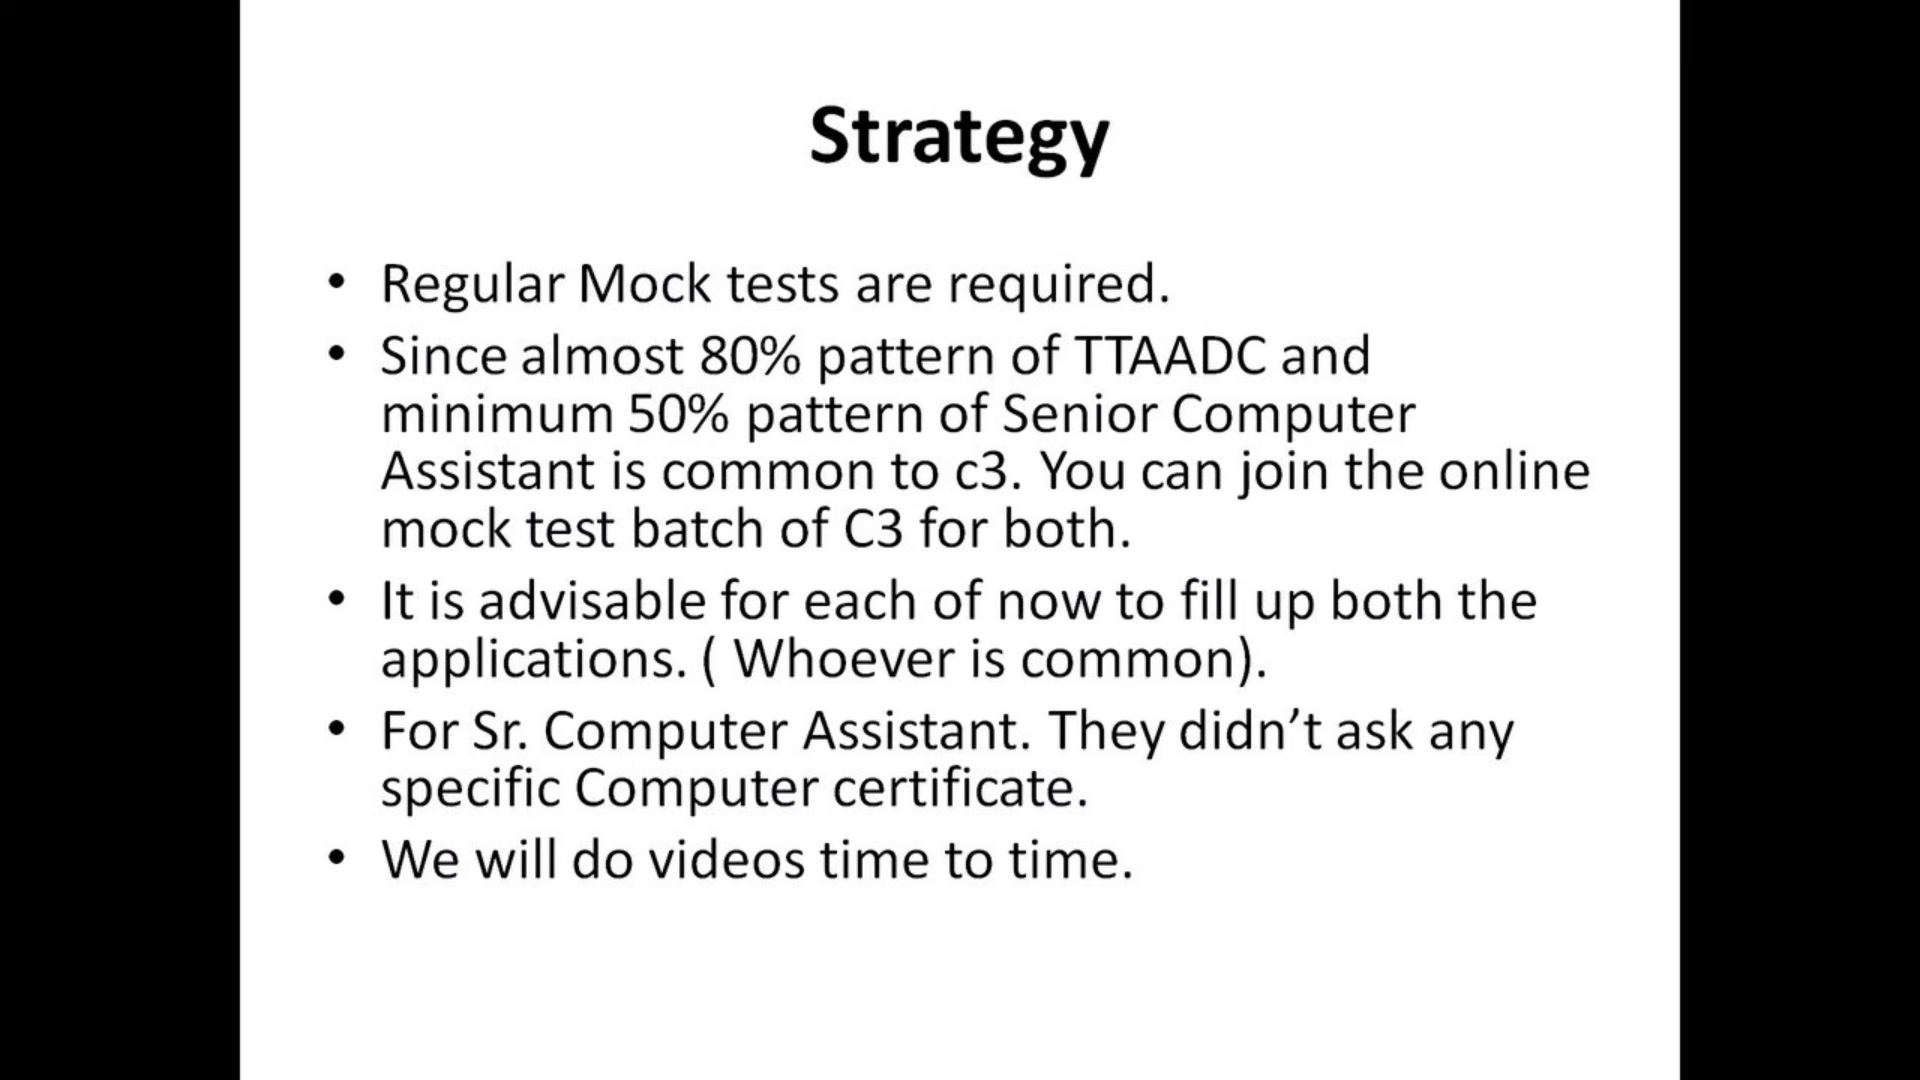 Strategy
• Regular Mock tests are required.
• Since almost 80% pattern of TTAADC and
minimum 50% pattern of Senior Computer
Assistant is common to c3. You can join the online
mock test batch of C3 for both.
• It is advisable for each of now to fill up both the
applications. ( Whoever is common).
• For Sr. Computer Assistant. They didn’t ask any
specific Computer certificate.
• We will do videos time to time.